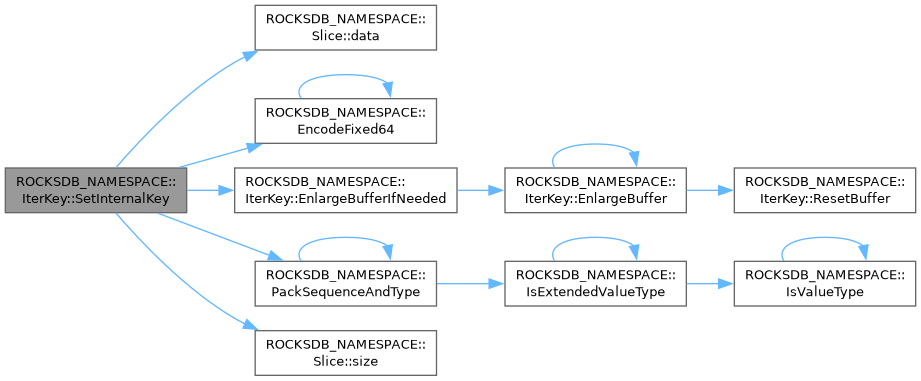 ROCKSDB_NAMESPACE::
Slice::data
ROCKSDB_NAMESPACE::
EncodeFixed64
ROCKSDB_NAMESPACE::
IterKey::SetInternalKey
ROCKSDB_NAMESPACE::
IterKey::EnlargeBufferIfNeeded
ROCKSDB_NAMESPACE::
IterKey::EnlargeBuffer
ROCKSDB_NAMESPACE::
IterKey::ResetBuffer
ROCKSDB_NAMESPACE::
PackSequenceAndType
ROCKSDB_NAMESPACE::
IsExtendedValueType
ROCKSDB_NAMESPACE::
IsValueType
ROCKSDB_NAMESPACE::
Slice::size